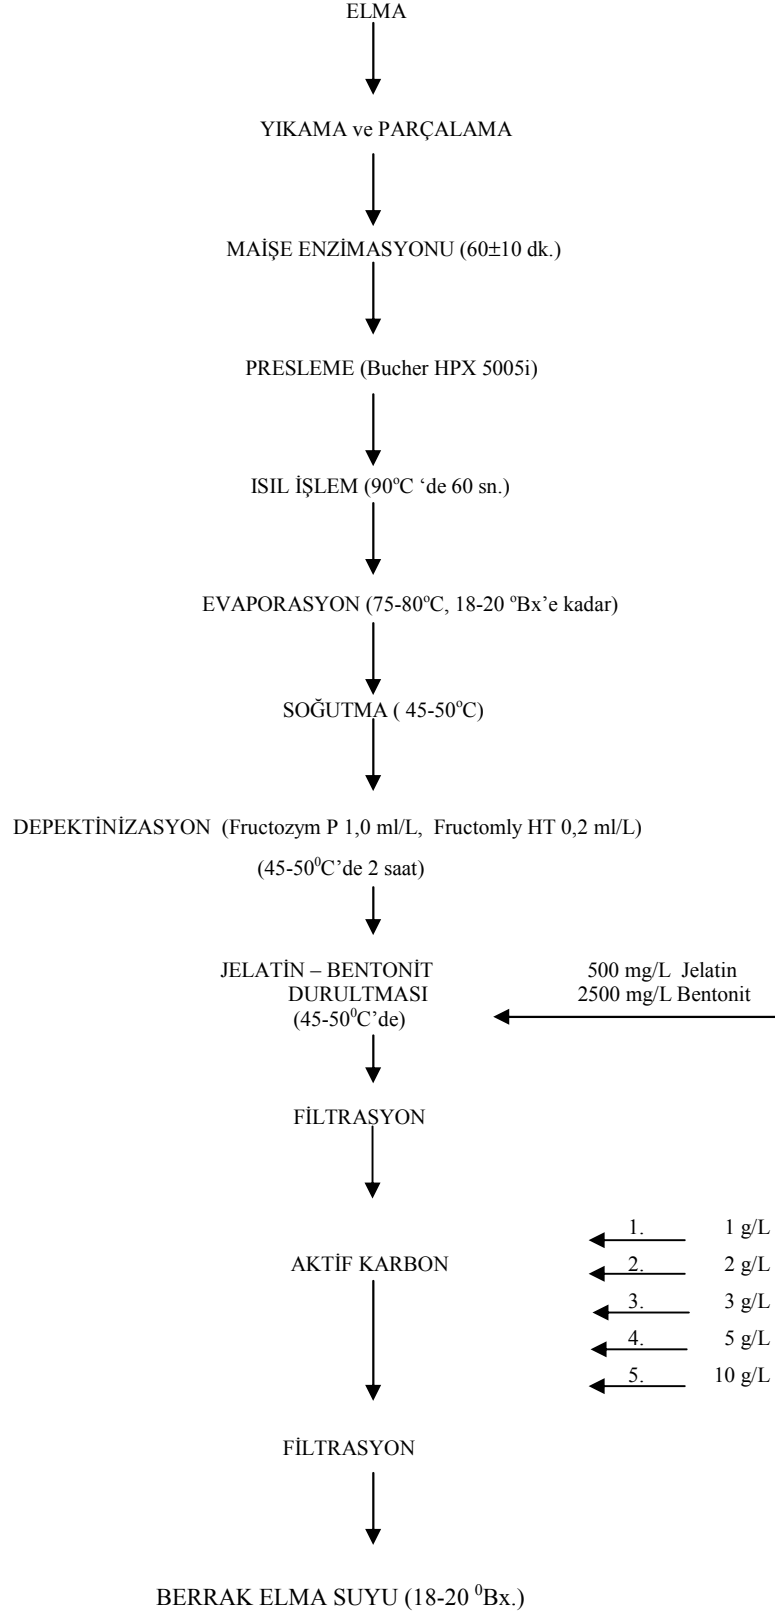 ELMA
YIKAMA ve PARÇALAMA
MAİŞE ENZİMASYONU (60±10 dk.)
PRESLEME (Bucher HPX 5005i)
ISIL İŞLEM (90°C ‘de 60 sn.)
EVAPORASYON (75-80°C, 18-20 °Bx’e kadar)
SOĞUTMA ( 45-50°C)
DEPEKTİNİZASYON (Fructozym P 1,0 ml/L, Fructomly HT 0,2 ml/L)
(45-50⁰C’de 2 saat)
JELATİN – BENTONİT
DURULTMASI
(45-50⁰C’de)
500 mg/L Jelatin
2500 mg/L Bentonit
FİLTRASYON
AKTİF KARBON
1. 1 g/L
2. 2 g/L
3. 3 g/L
4. 5 g/L
5. 10 g/L
FİLTRASYON
BERRAK ELMA SUYU (18-20 ⁰Bx.)